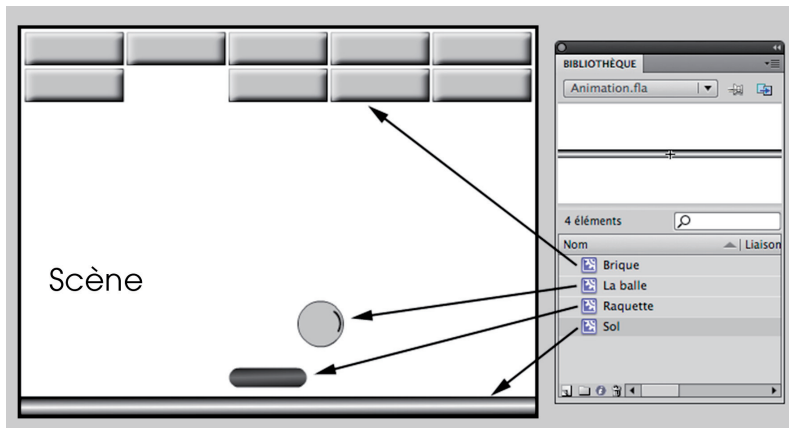 Scène
BIBLIOTHÈQUE
Animation.fla
4 éléments
Nom Liaison
Brique
La balle
Raquette
Sol